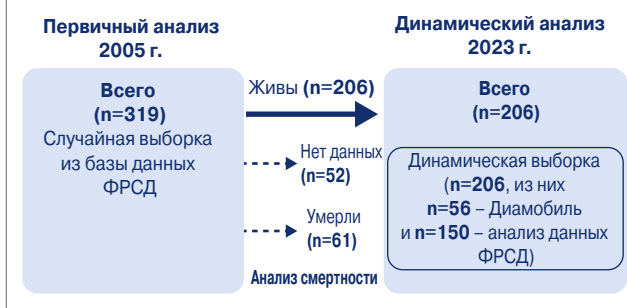 Первичный анализ
2005 г.
Всего
(n=319)
Случайная выборка
из базы данных
ФРСД
Живы (n=206)
Нет данных
(n=52)
Умерли
(n=61)
Анализ смертности
Динамический анализ
2023 г.
Всего
(n=206)
Динамическая выборка
(n=206, из них
n=56 – Диамобиль
и n=150 – анализ данных
ФРСД)